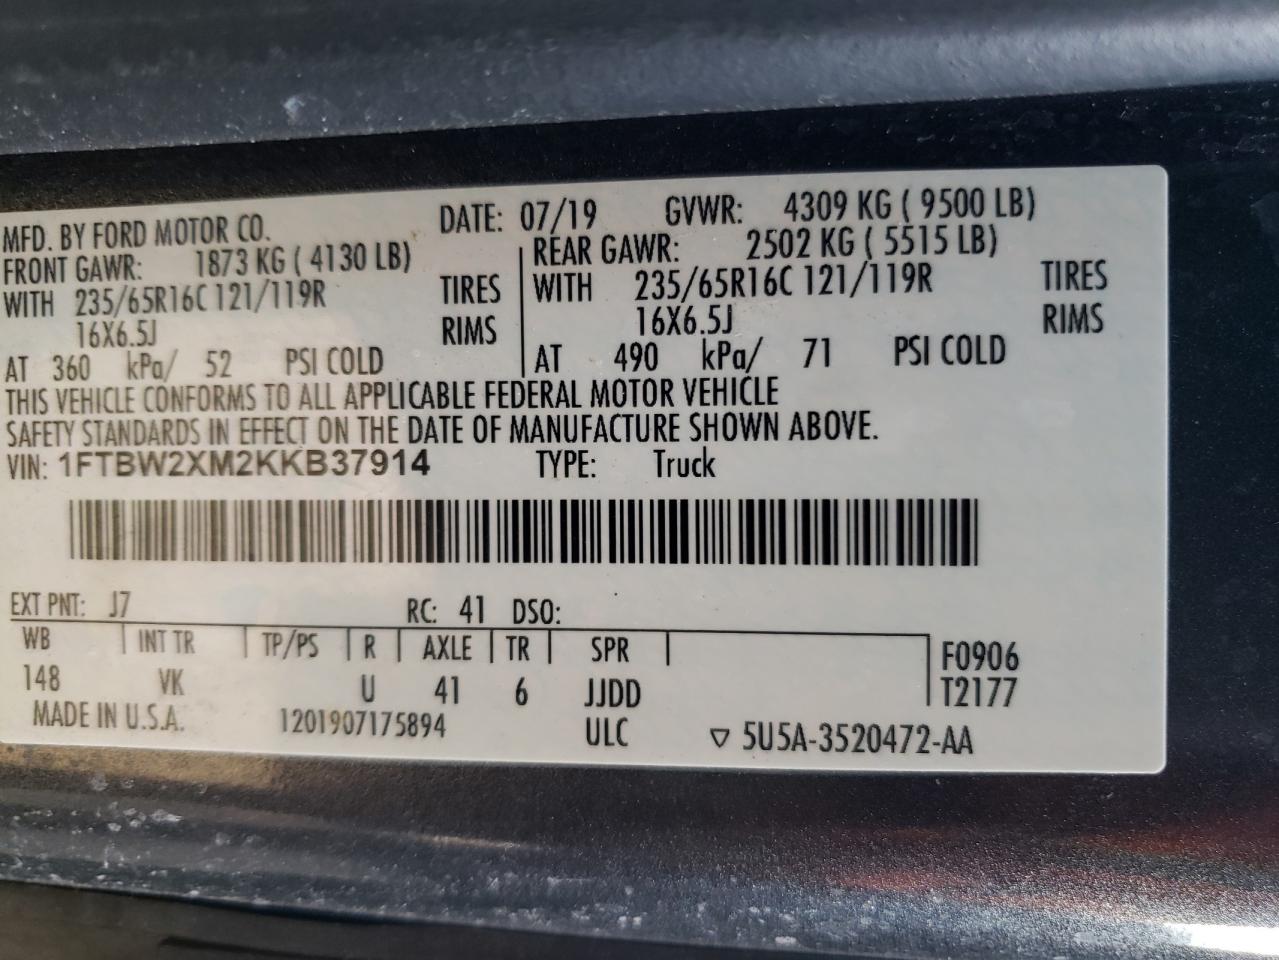 MFD. BY FORD MOTOR CO. DATE: 07/19 GVWR: 4309 KG ( 9500 LB)
FRONT GAWR: 1873 KG ( 4130 LB) REAR GAWR: 2502 KG ( 5515 LB)
WITH 235/65R16C 121/119R TIRES WITH 235/65R16C 121/119R TIRES
16X6.5J RIMS 16X6.5J RIMS
AT 360 kPa/ 52 PSI COLD AT 490 kPa/ 71 PSI COLD
THIS VEHICLE CONFORMS TO ALL APPLICABLE FEDERAL MOTOR VEHICLE
SAFETY STANDARDS IN EFFECT ON THE DATE OF MANUFACTURE SHOWN ABOVE.
VIN: 1FTBW2XM2KKB37914 TYPE: Truck
EXT PNT: J7 RC: 41 DSO:
WB INT TR TP/PS R AXLE TR SPR F0906
148 VK U 41 6 JJDD T2177
MADE IN U.S.A. 1201907175894 ULC ▽ 5U5A-3520472-AA